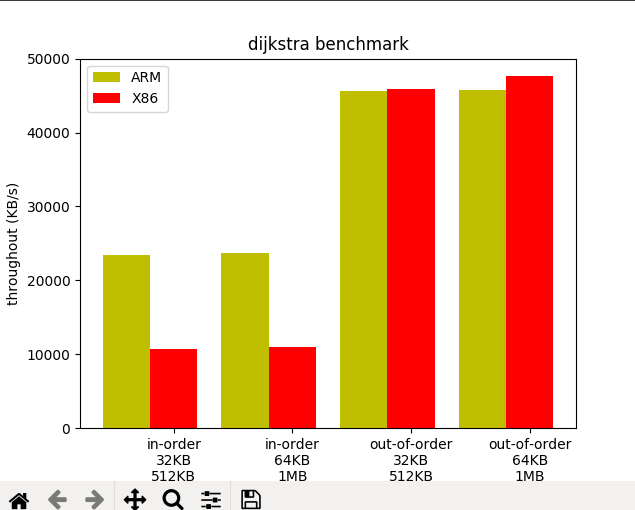 dijkstra benchmark
ARM
X86
throughout (KB/s)
50000
40000
30000
20000
10000
0
in-order
32KB
512KB
in-order
64KB
1MB
out-of-order
32KB
512KB
out-of-order
64KB
1MB